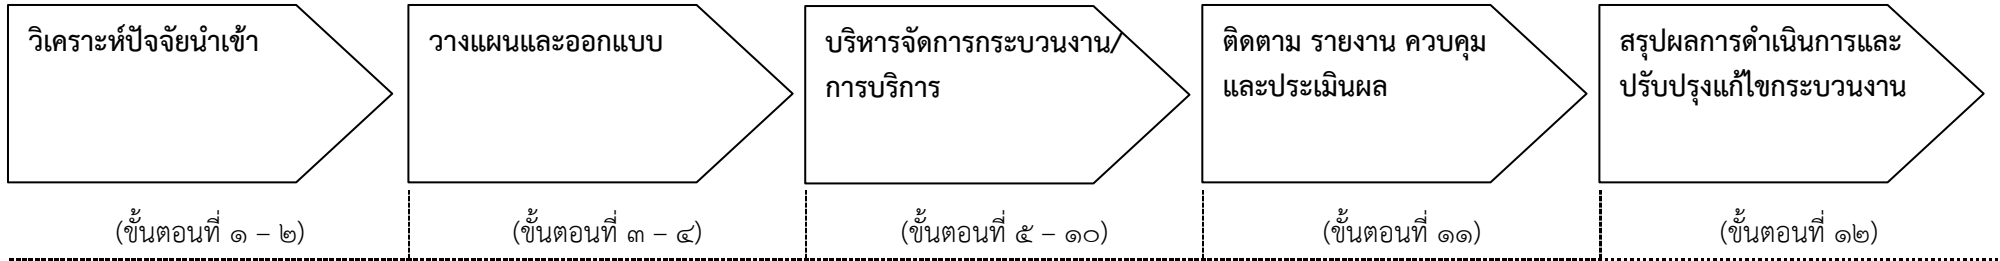 วิเคราะห์ปัจจัยนำเข้า
วางแผนและออกแบบ
บริหารจัดการกระบวนงาน/
การบริการ
ติดตาม รายงาน ควบคุม
และประเมินผล
สรุปผลการดำเนินการและ
ปรับปรุงแก้ไขกระบวนงาน
(ขั้นตอนที่ ๑ – ๒)
(ขั้นตอนที่ ๓ – ๔)
(ขั้นตอนที่ ๕ – ๑๐)
(ขั้นตอนที่ ๑๑)
(ขั้นตอนที่ ๑๒)